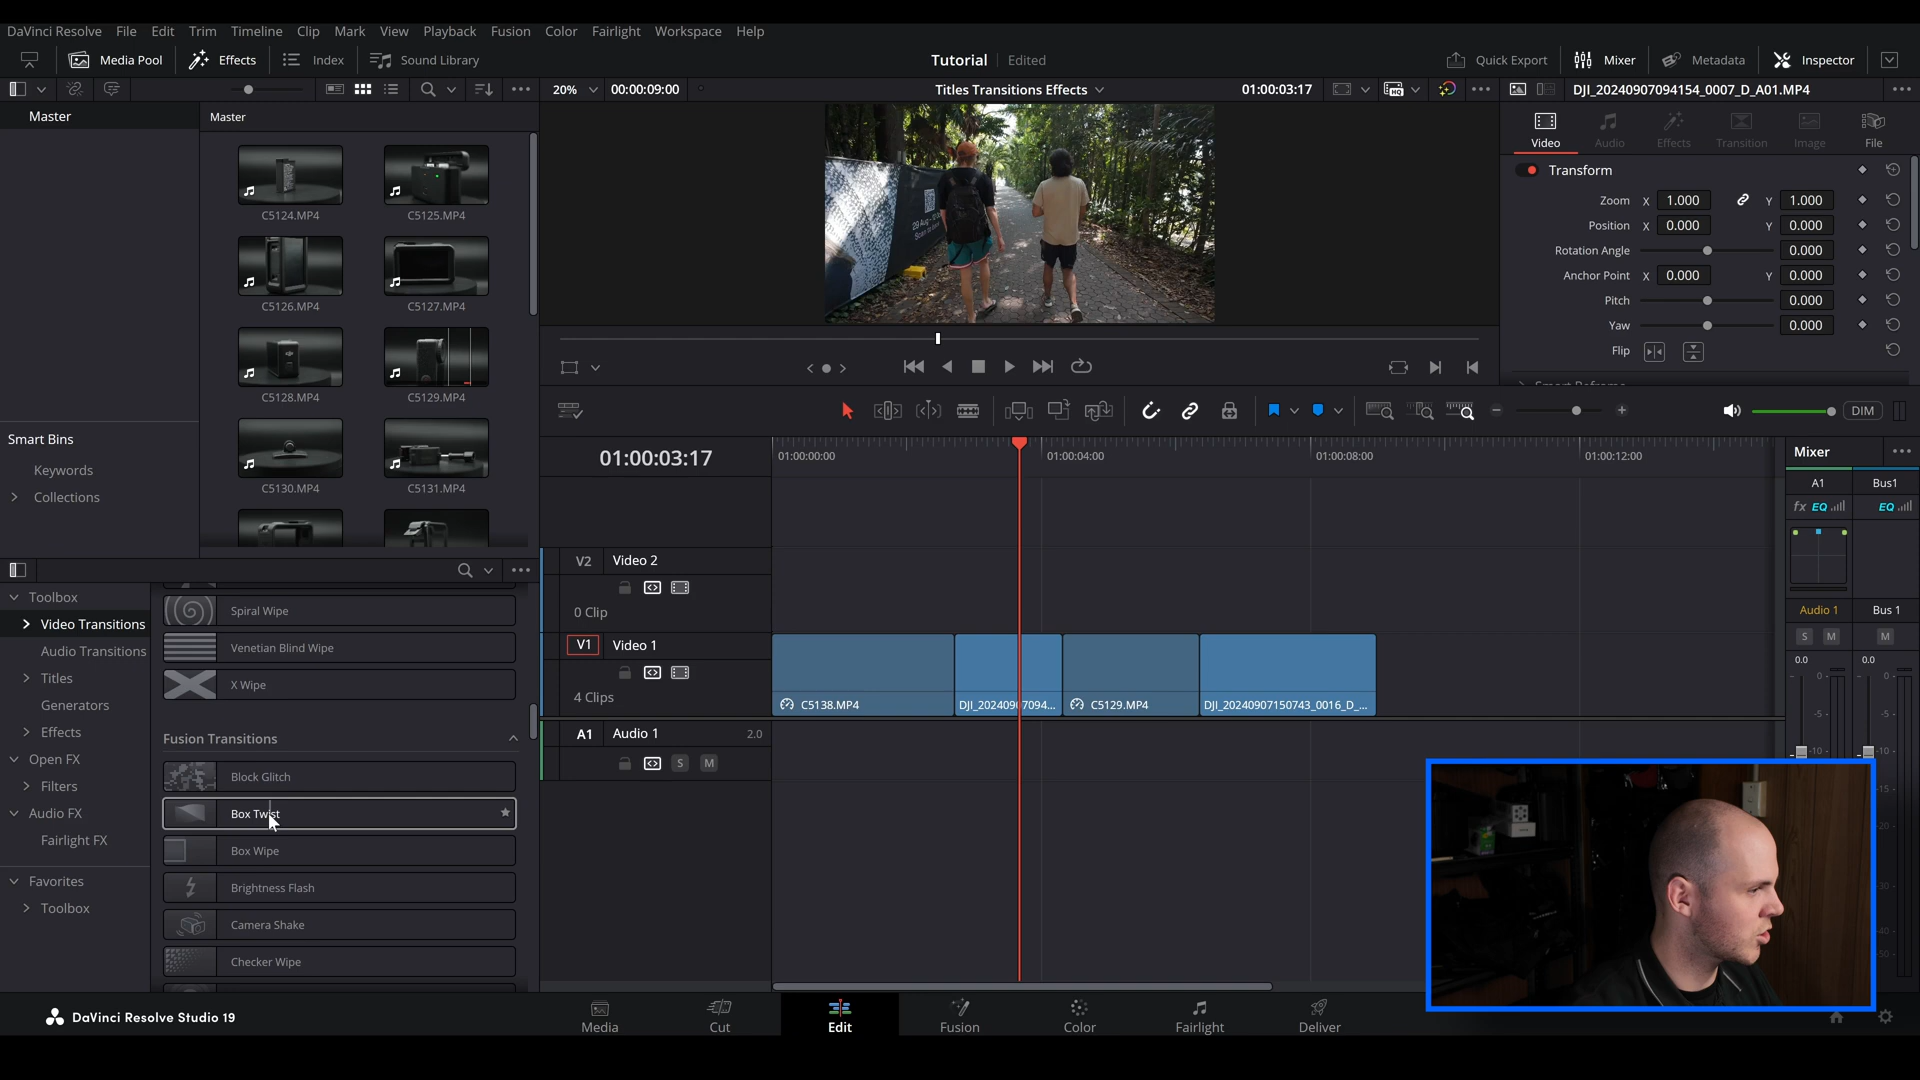 DaVinci Resolve File Edit Trim Timeline Clip Mark View Playback Fusion Color Fairlight Workspace Help
Media Pool Effects Index Sound Library
Tutorial Edited
Quick Export Mixer Metadata Inspector
20% 00:00:09:00 Titles Transitions Effects 01:00:03:17 DJI_20240907094154_0007_D_A01.MP4
Master
Master
C5124.MP4 C5125.MP4
C5126.MP4 C5127.MP4
C5128.MP4 C5129.MP4
C5130.MP4 C5131.MP4
Smart Bins
Keywords
Collections
Video Audio Effects Transition Image File
Transform
Zoom X 1.000 Y 1.000
Position X 0.000 Y 0.000
Rotation Angle 0.000
Anchor Point X 0.000 Y 0.000
Pitch 0.000
Yaw 0.000
Flip
DIM
01:00:03:17
01:00:00:00 01:00:04:00 01:00:08:00 01:00:12:00
V2 Video 2
0 Clip
V1 Video 1
4 Clips
C5138.MP4 DJI_20240907094... C5129.MP4 DJI_20240907150743_0016_D_...
A1 Audio 1 2.0
S M
Mixer
A1 Bus1
fx EQ EQ
Audio 1 Bus 1
S M M
0.0 0.0
0
-5
-10
Toolbox
Video Transitions
Audio Transitions
Titles
Generators
Effects
Open FX
Filters
Audio FX
Fairlight FX
Favorites
Toolbox
Spiral Wipe
Venetian Blind Wipe
X Wipe
Fusion Transitions
Block Glitch
Box Twist
Box Wipe
Brightness Flash
Camera Shake
Checker Wipe
DaVinci Resolve Studio 19
Media Cut Edit Fusion Color Fairlight Deliver